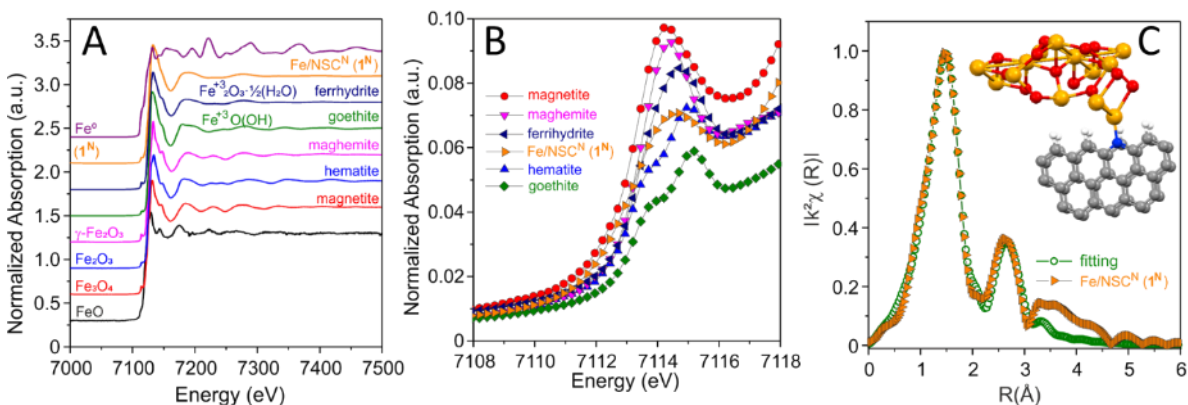 A
Normalized Absorption (a.u.)
3.5
3.0
2.5
2.0
1.5
1.0
0.5
0.0
Fe/NSCᴺ (1ᴺ)
Fe⁺³₂O₃·½(H₂O) ferrhydrite
Fe⁺³O(OH) goethite
maghemite
hematite
magnetite
Fe⁰
(1ᴺ)
γ-Fe₂O₃
Fe₂O₃
Fe₂O₄
FeO
7000 7100 7200 7300 7400 7500
Energy (eV)
B
Normalized Absorption (a.u.)
0.10
0.08
0.06
0.04
0.02
0.00
magnetite
maghemite
ferrihydrite
Fe/NSCᴺ (1ᴺ)
hematite
goethite
7108 7110 7112 7114 7116 7118
Energy (eV)
C
|k²χ (R)|
1
0.8
0.6
0.4
0.2
0
fitting
Fe/NSCᴺ (1ᴺ)
0 1 2 3 4 5 6
R(Å)